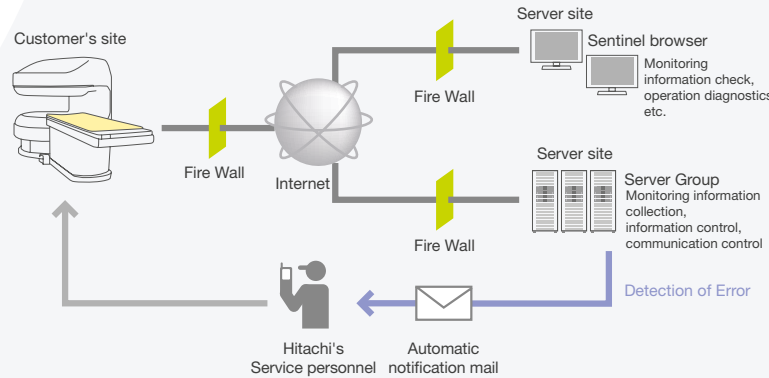 Customer's site
Fire Wall
Internet
Fire Wall
Server site
Sentinel browser
Monitoring
information check,
operation diagnostics
etc.
Server site
Fire Wall
Server Group
Monitoring information
collection,
information control,
communication control
Detection of Error
Hitachi's
Service personnel
Automatic
notification mail